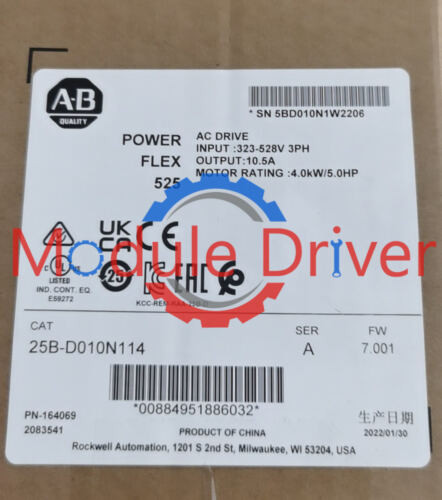 A-B
QUALITY
* SN 5BD010N1W2206
POWER
FLEX
525
AC DRIVE
INPUT :323-528V 3PH
OUTPUT:10.5A
MOTOR RATING :4.0kW/5.0HP
UK
CA
CE
Module Driver
C UL US
LISTED
IND. CONT. EQ.
E59272
25
EAC
CAT
SER
FW
25B-D010N114
A
7.001
PN-164069
2083541
*00884951886032*
生产日期
2022/01/30
PRODUCT OF CHINA
Rockwell Automation, 1201 S 2nd St, Milwaukee, WI 53204, USA